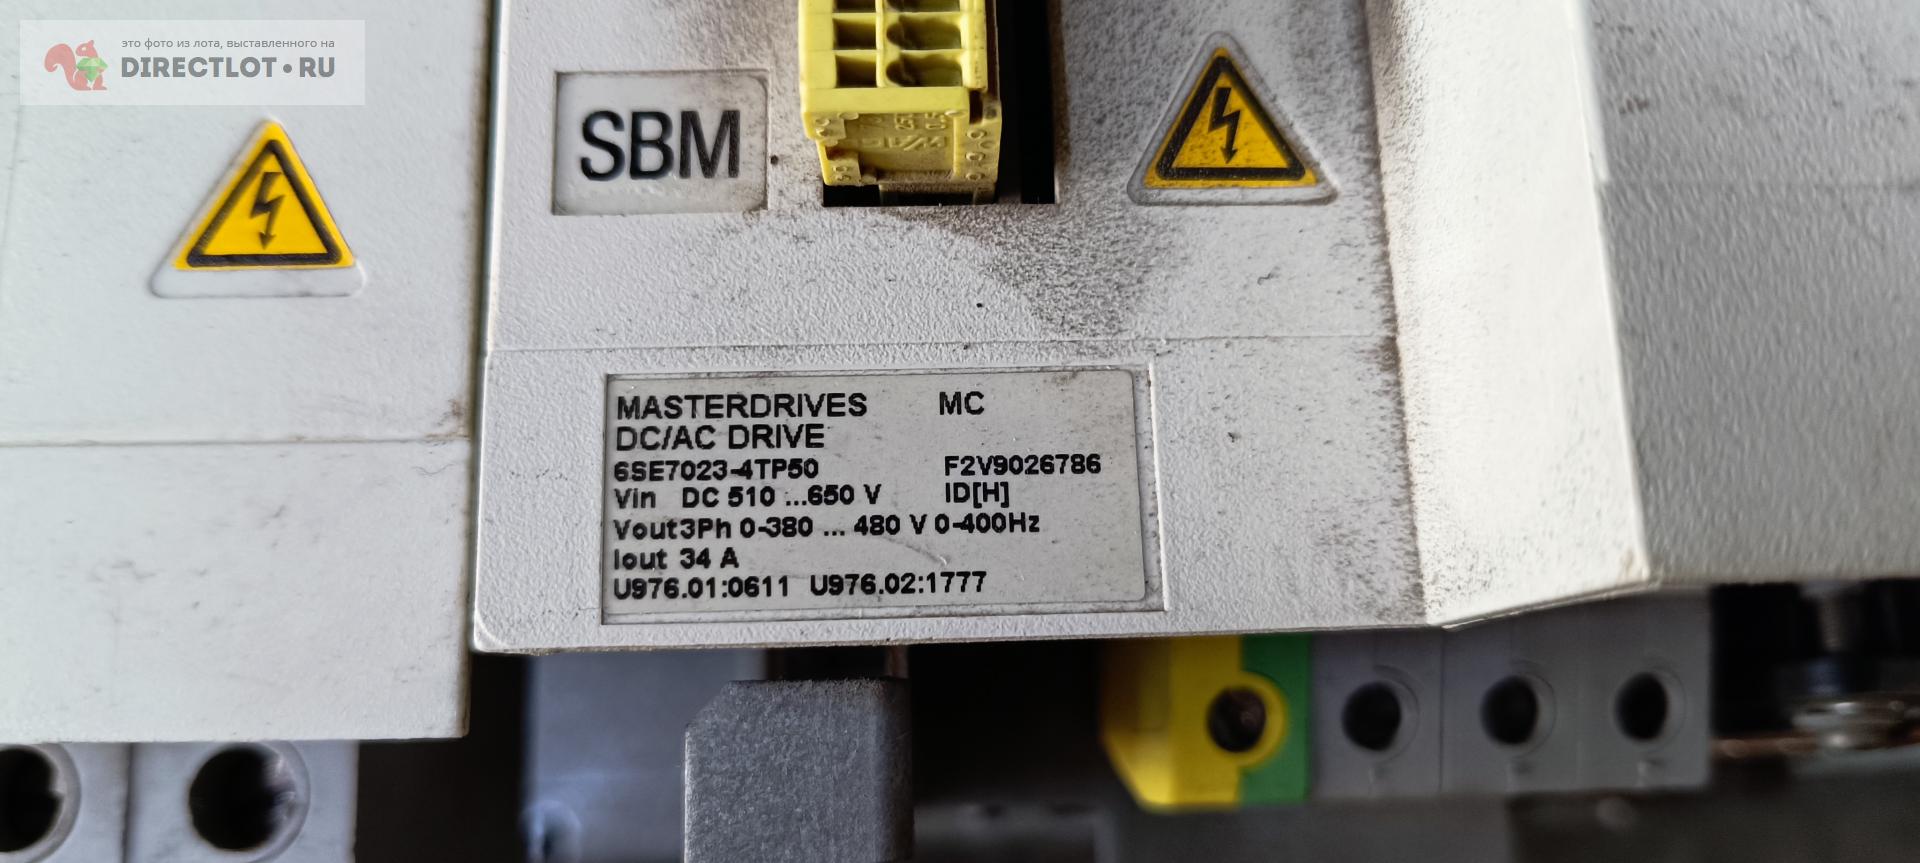 это фото из лота, выставленного на
DIRECTLOT•RU
SBM
MASTERDRIVES MC
DC/AC DRIVE
6SE7023-4TP50 F2V9026786
Vin DC 510 ...650 V ID[H]
Vout3Ph 0-380 ... 480 V 0-400Hz
Iout 34 A
U976.01:0611 U976.02:1777